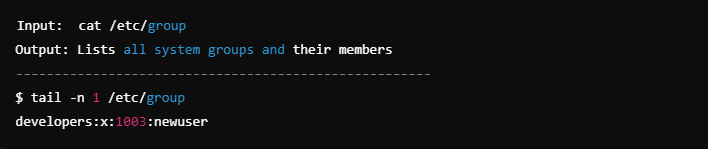 Input:  cat /etc/group
Output: Lists all system groups and their members
------------------------------------------------------
$ tail -n 1 /etc/group
developers:x:1003:newuser